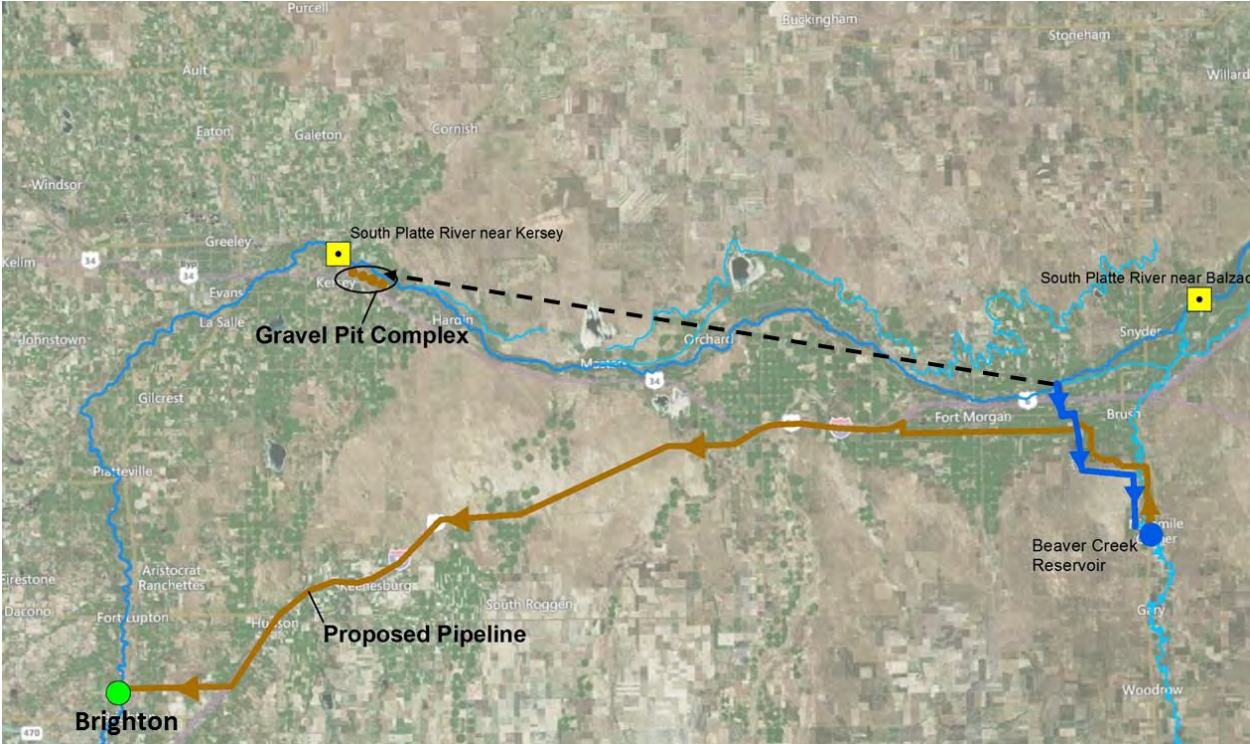 Purcell
Buckingham
Stoneham
Ault
Willard
Eaton
Galeton
Cornish
Windsor
South Platte River near Kersey
Greeley
Kelim
34
Byp
34
South Platte River near Balzac
Kersey
Evans
La Salle
Hardin
Gravel Pit Complex
Johnstown
Orchard
Snyder
Masters
34
Gilcrest
Fort Morgan
Brush
Platteville
Beaver Creek
Reservoir
Aristocrat
Ranchettes
Firestone
Keenesburg
South Roggen
Dacono
Fort Lupton
Hudson
Gary
Proposed Pipeline
Woodrow
Brighton
470